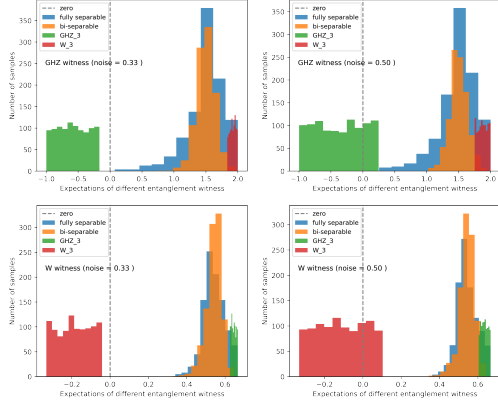 350
300
250
200
150
100
50
0
Number of samples
zero
fully separable
bi-separable
GHZ_3
W_3
GHZ witness (noise = 0.33 )
−1.0 −0.5 0.0 0.5 1.0 1.5 2.0
Expectations of different entanglement witness
350
300
250
200
150
100
50
0
Number of samples
zero
fully separable
bi-separable
GHZ_3
W_3
GHZ witness (noise = 0.50 )
−1.0 −0.5 0.0 0.5 1.0 1.5 2.0
Expectations of different entanglement witness
300
250
200
150
100
50
0
Number of samples
zero
fully separable
bi-separable
GHZ_3
W_3
W witness (noise = 0.33 )
−0.2 0.0 0.2 0.4 0.6
Expectations of different entanglement witness
300
250
200
150
100
50
0
Number of samples
zero
fully separable
bi-separable
GHZ_3
W_3
W witness (noise = 0.50 )
−0.2 0.0 0.2 0.4 0.6
Expectations of different entanglement witness